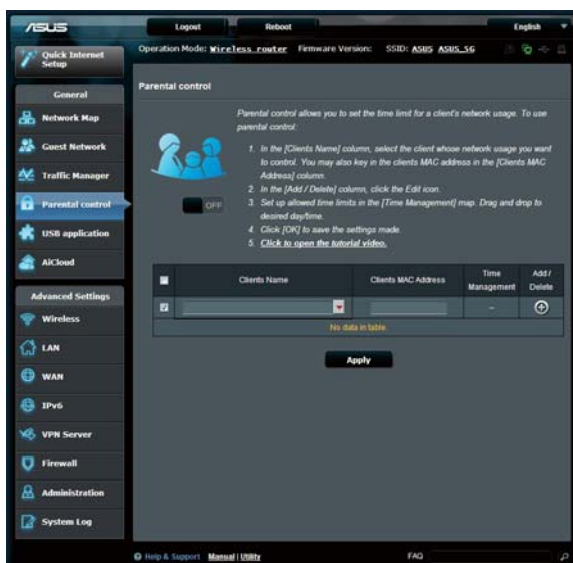 ASUS
Logout
Reboot
English
Quick Internet
Setup
Operation Mode: Wireless router Firmware Version: SSID: ASUS ASUS_5G
General
Network Map
Guest Network
Traffic Manager
Parental control
USB application
AiCloud
Advanced Settings
Wireless
LAN
WAN
IPv6
VPN Server
Firewall
Administration
System Log
Parental control
Parental control allows you to set the time limit for a client's network usage. To use
parental control:
1. In the [Clients Name] column, select the client whose network usage you want
to control. You may also key in the clients MAC address in the [Clients MAC
Address] column.
2. In the [Add / Delete] column, click the Edit icon.
3. Set up allowed time limits in the [Time Management] map. Drag and drop to
desired day/time.
4. Click [OK] to save the settings made.
5. Click to open the tutorial video.
OFF
Clients Name
Clients MAC Address
Time
Management
Add /
Delete
–
No data in table.
Apply
Help & Support Manual | Utility
FAQ